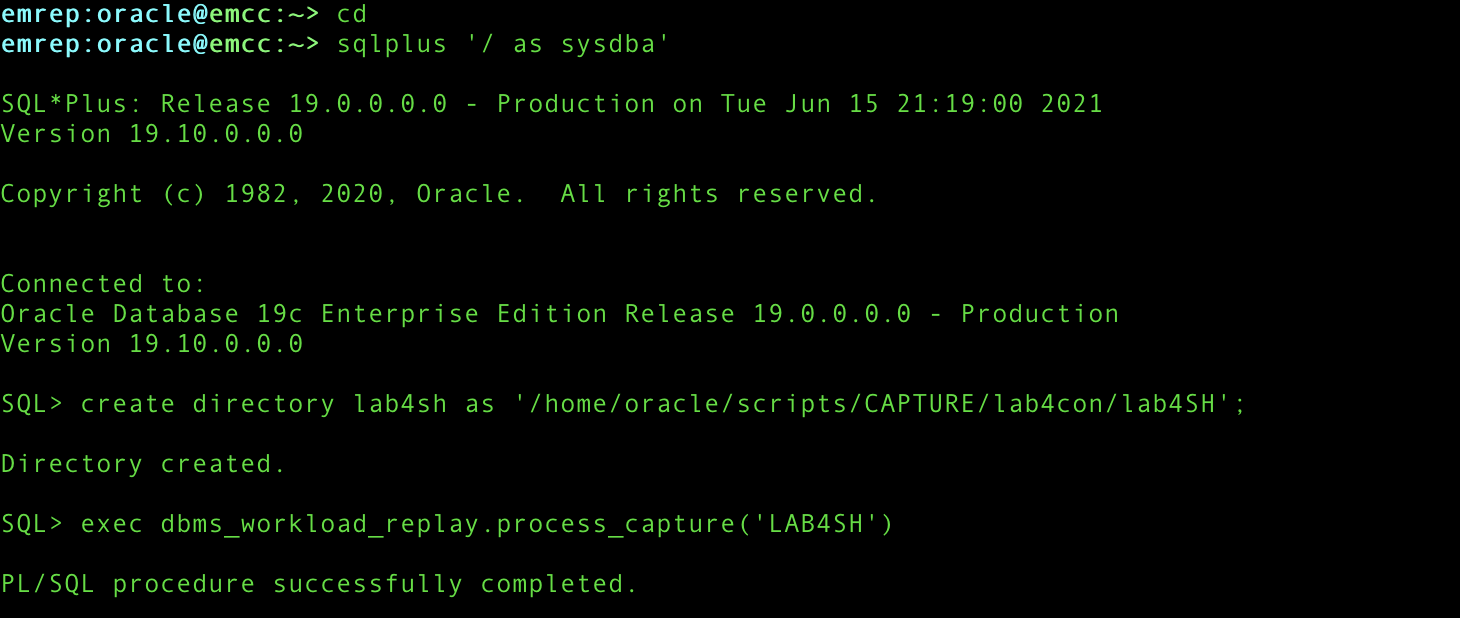 emrep:oracle@emcc:~> cd
emrep:oracle@emcc:~> sqlplus '/ as sysdba'
SQL*Plus: Release 19.0.0.0.0 - Production on Tue Jun 15 21:19:00 2021
Version 19.10.0.0.0
Copyright (c) 1982, 2020, Oracle.  All rights reserved.
Connected to:
Oracle Database 19c Enterprise Edition Release 19.0.0.0.0 - Production
Version 19.10.0.0.0
SQL> create directory lab4sh as '/home/oracle/scripts/CAPTURE/lab4con/lab4SH';
Directory created.
SQL> exec dbms_workload_replay.process_capture('LAB4SH')
PL/SQL procedure successfully completed.